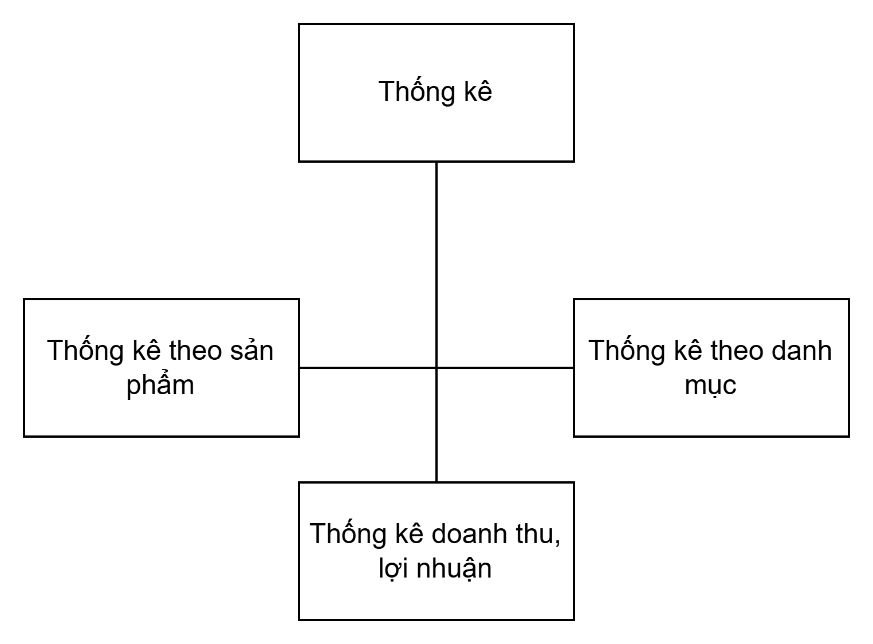 Thống kê
Thống kê theo sản
phẩm
Thống kê theo danh
mục
Thống kê doanh thu,
lợi nhuận